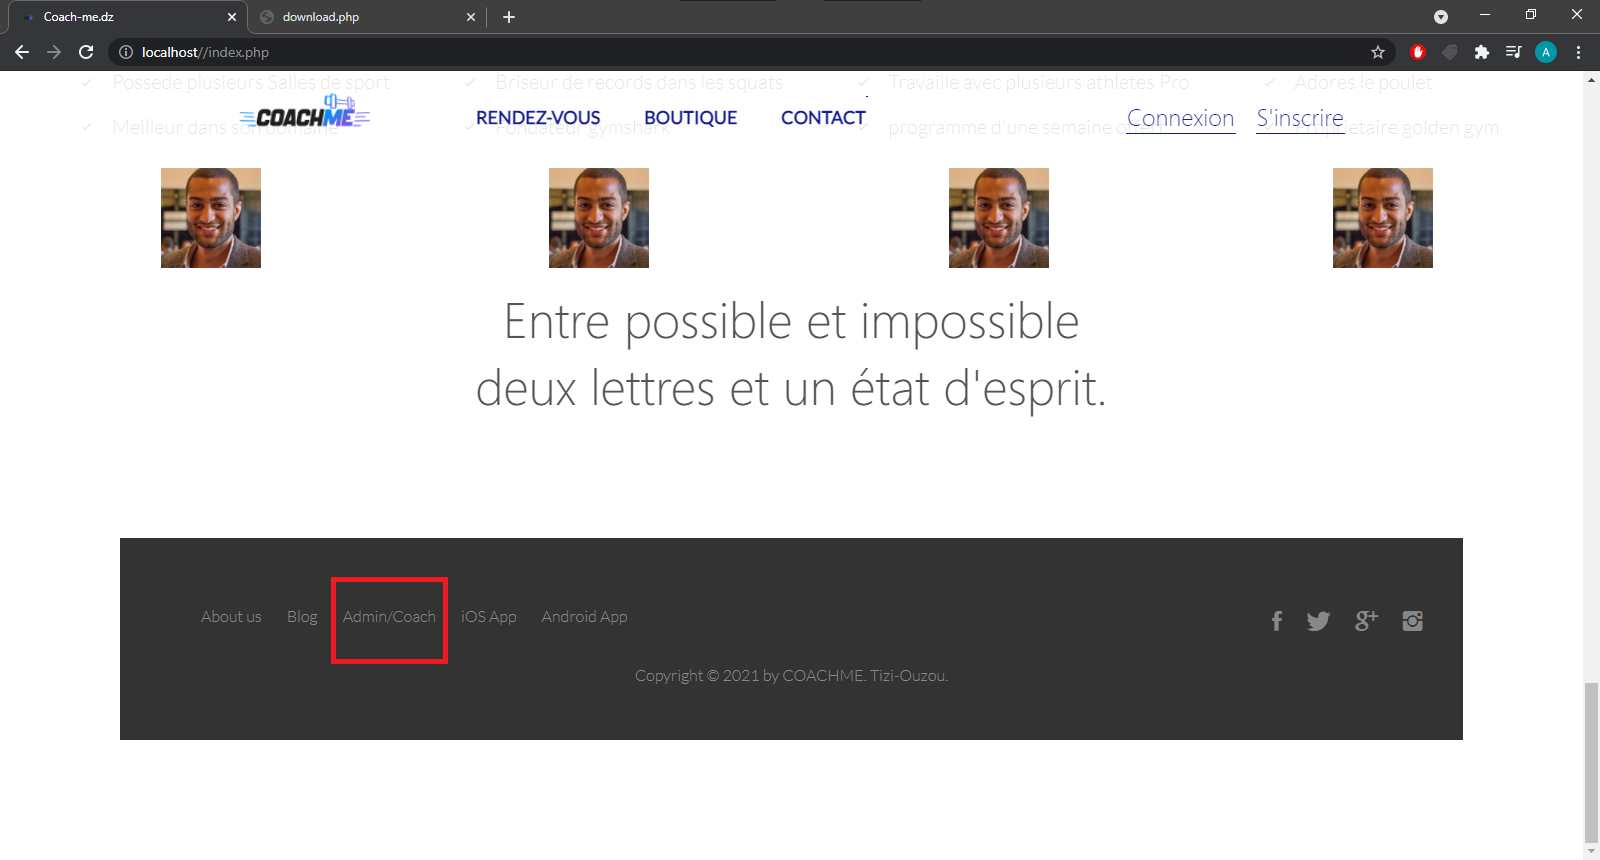 Coach-me.dz
download.php
localhost//index.php
A
Possede plusieurs Salles de sport
Briseur de records dans les squats
Travaille avec plusieurs athletes Pro
Adores le poulet
COACHME
RENDEZ-VOUS
BOUTIQUE
CONTACT
Connexion
S'inscrire
Meilleur dans son domaine
Fondateur gymshark
programme d'une semaine offert
Proprietaire golden gym
Entre possible et impossible
deux lettres et un état d'esprit.
About us
Blog
Admin/Coach
iOS App
Android App
Copyright © 2021 by COACHME. Tizi-Ouzou.